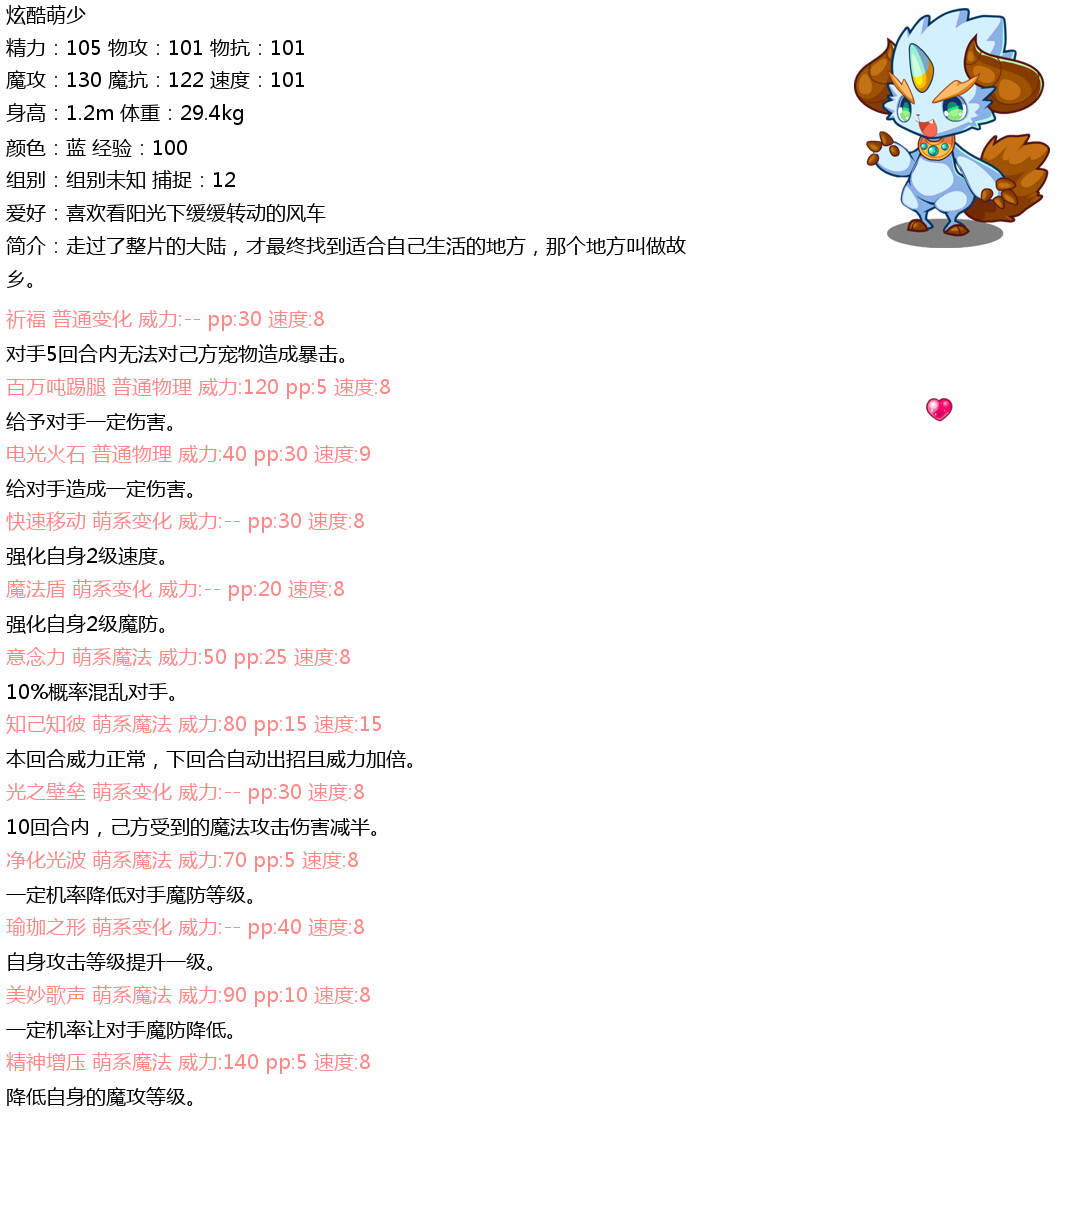 炫酷萌少
精力：105 物攻：101 物抗：101
魔攻：130 魔抗：122 速度：101
身高：1.2m 体重：29.4kg
颜色：蓝 经验：100
组别：组别未知 捕捉：12
爱好：喜欢看阳光下缓缓转动的风车
简介：走过了整片的大陆，才最终找到适合自己生活的地方，那个地方叫做故
乡。
祈福 普通变化 威力:-- pp:30 速度:8
对手5回合内无法对己方宠物造成暴击。
百万吨踢腿 普通物理 威力:120 pp:5 速度:8
给予对手一定伤害。
电光火石 普通物理 威力:40 pp:30 速度:9
给对手造成一定伤害。
快速移动 萌系变化 威力:-- pp:30 速度:8
强化自身2级速度。
魔法盾 萌系变化 威力:-- pp:20 速度:8
强化自身2级魔防。
意念力 萌系魔法 威力:50 pp:25 速度:8
10%概率混乱对手。
知己知彼 萌系魔法 威力:80 pp:15 速度:15
本回合威力正常，下回合自动出招且威力加倍。
光之壁垒 萌系变化 威力:-- pp:30 速度:8
10回合内，己方受到的魔法攻击伤害减半。
净化光波 萌系魔法 威力:70 pp:5 速度:8
一定机率降低对手魔防等级。
瑜珈之形 萌系变化 威力:-- pp:40 速度:8
自身攻击等级提升一级。
美妙歌声 萌系魔法 威力:90 pp:10 速度:8
一定机率让对手魔防降低。
精神增压 萌系魔法 威力:140 pp:5 速度:8
降低自身的魔攻等级。